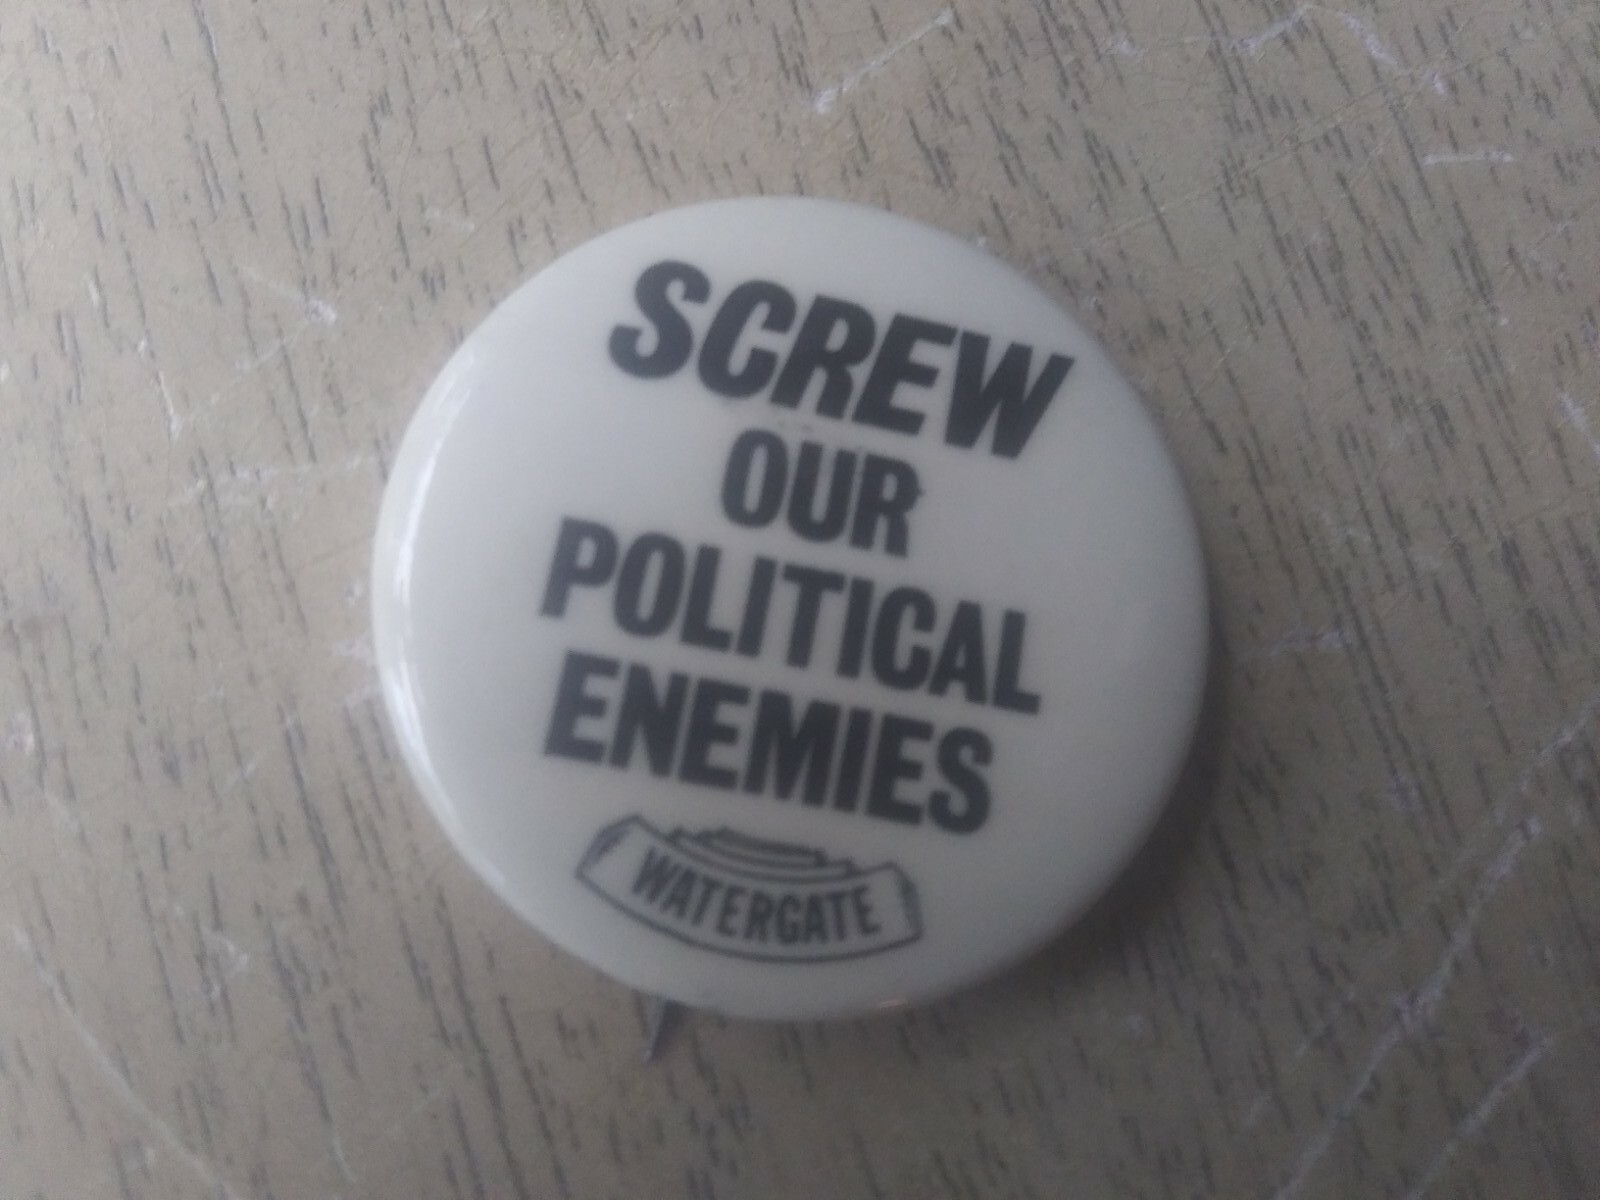 SCREW
OUR
POLITICAL
ENEMIES
WATERGATE